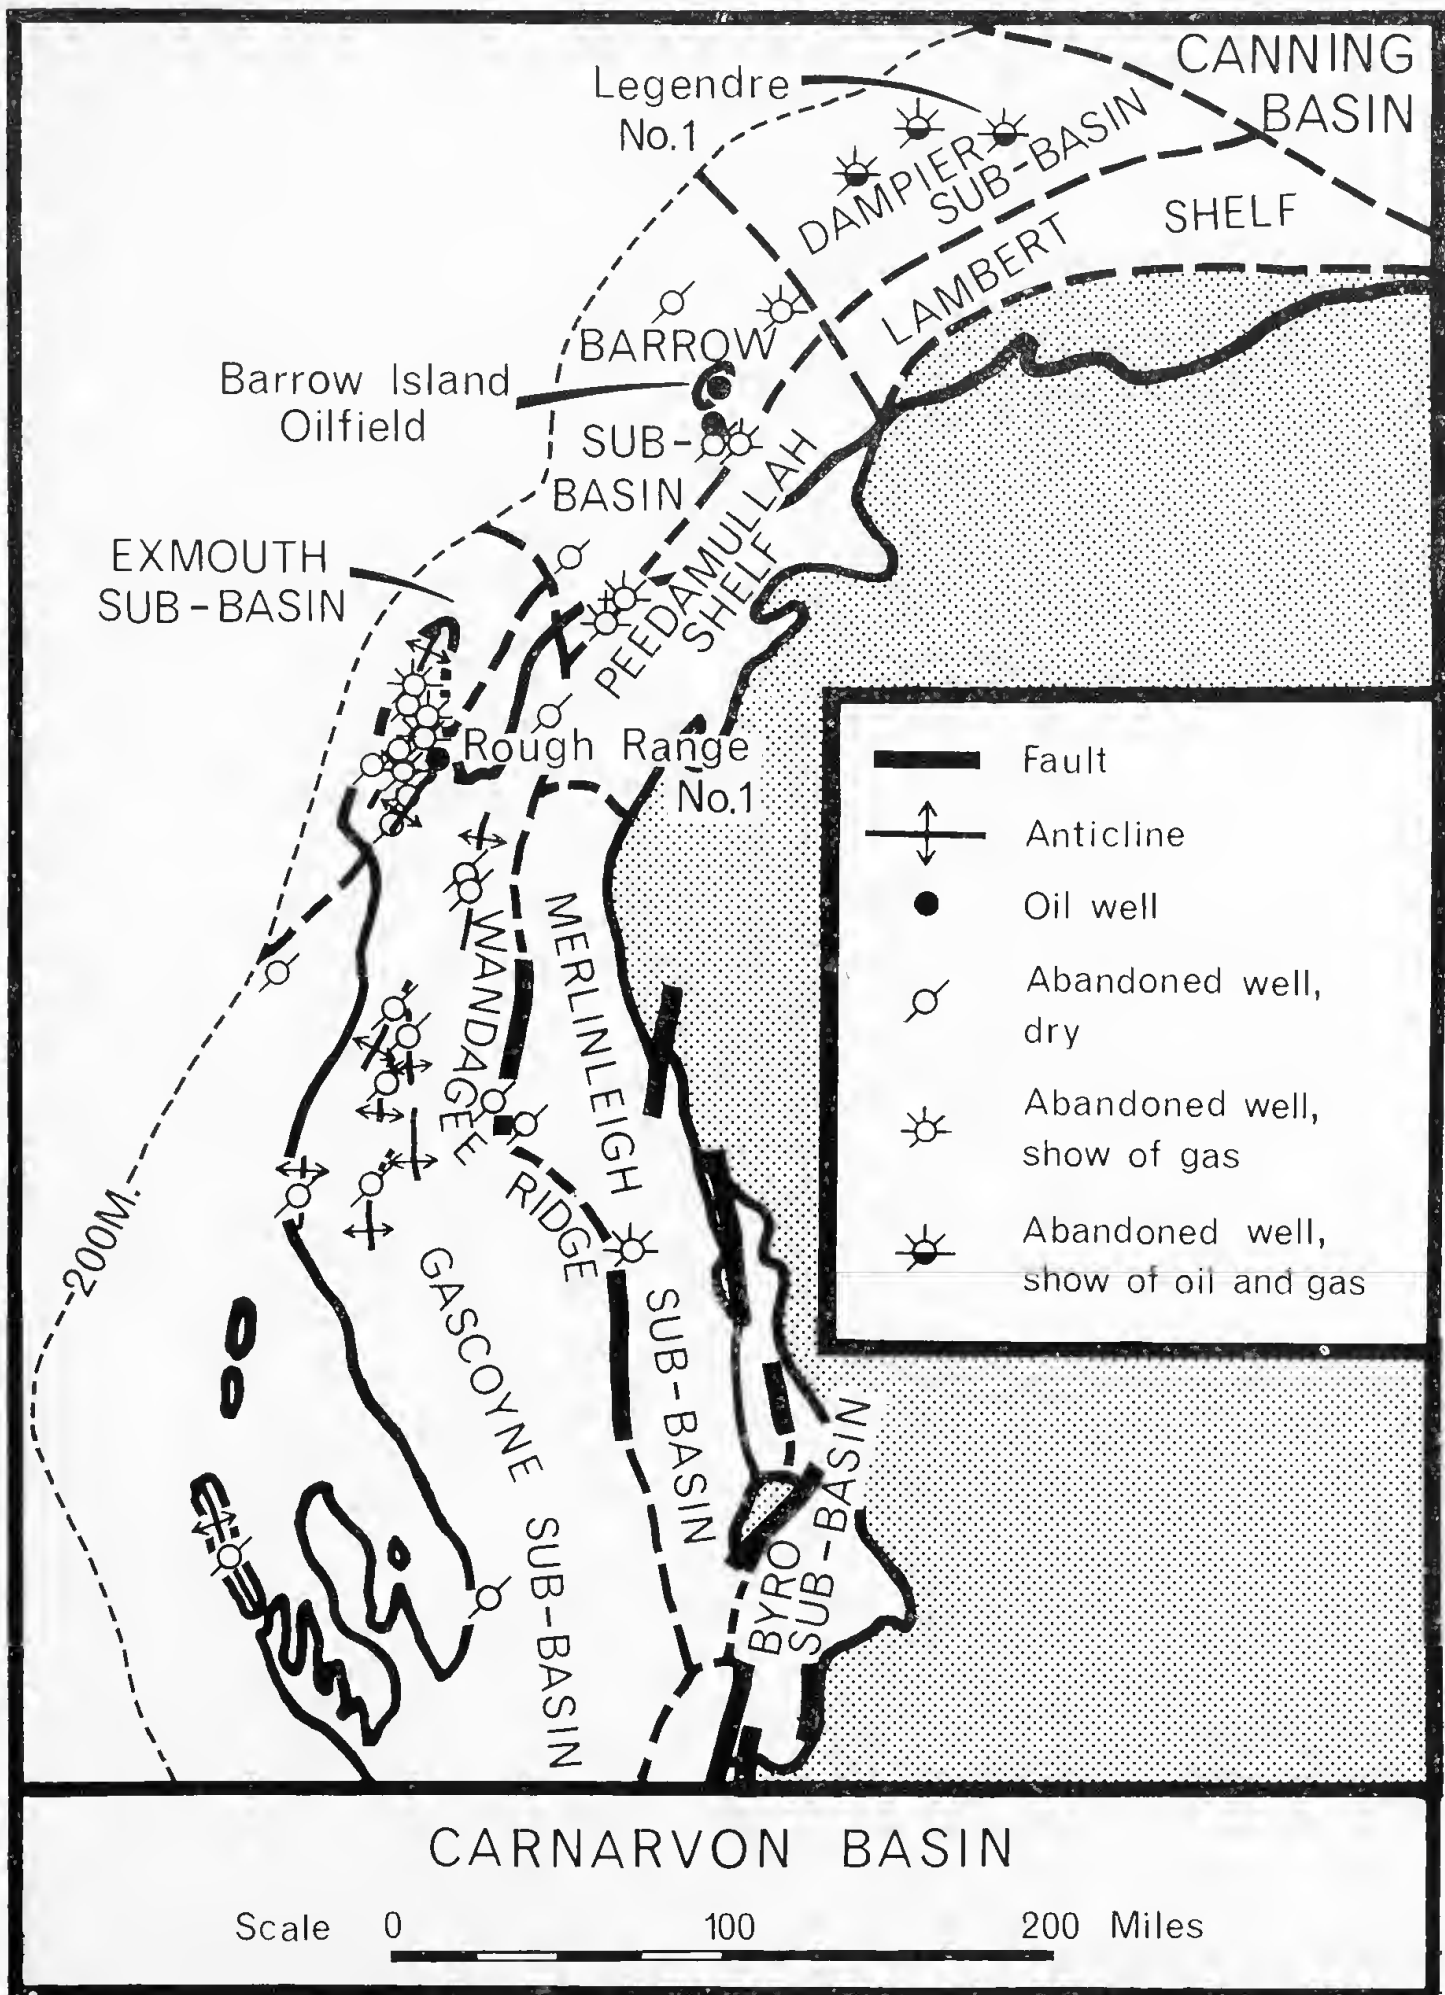 CANNING
BASIN
Legendre
No.1
DAMPIER
SUB-BASIN
LAMBERT
SHELF
BARROW
SUB-
BASIN
Barrow Island
Oilfield
PEEDAMULLAH
SHELF
EXMOUTH
SUB-BASIN
Rough Range
No.1
WANDAGEE
RIDGE
MERLINLEIGH
SUB-BASIN
GASCOYNE
SUB-BASIN
BYRO
SUB-BASIN
200M.
Fault
Anticline
Oil well
Abandoned well,
dry
Abandoned well,
show of gas
Abandoned well,
show of oil and gas
CARNARVON BASIN
Scale 0 100 200 Miles